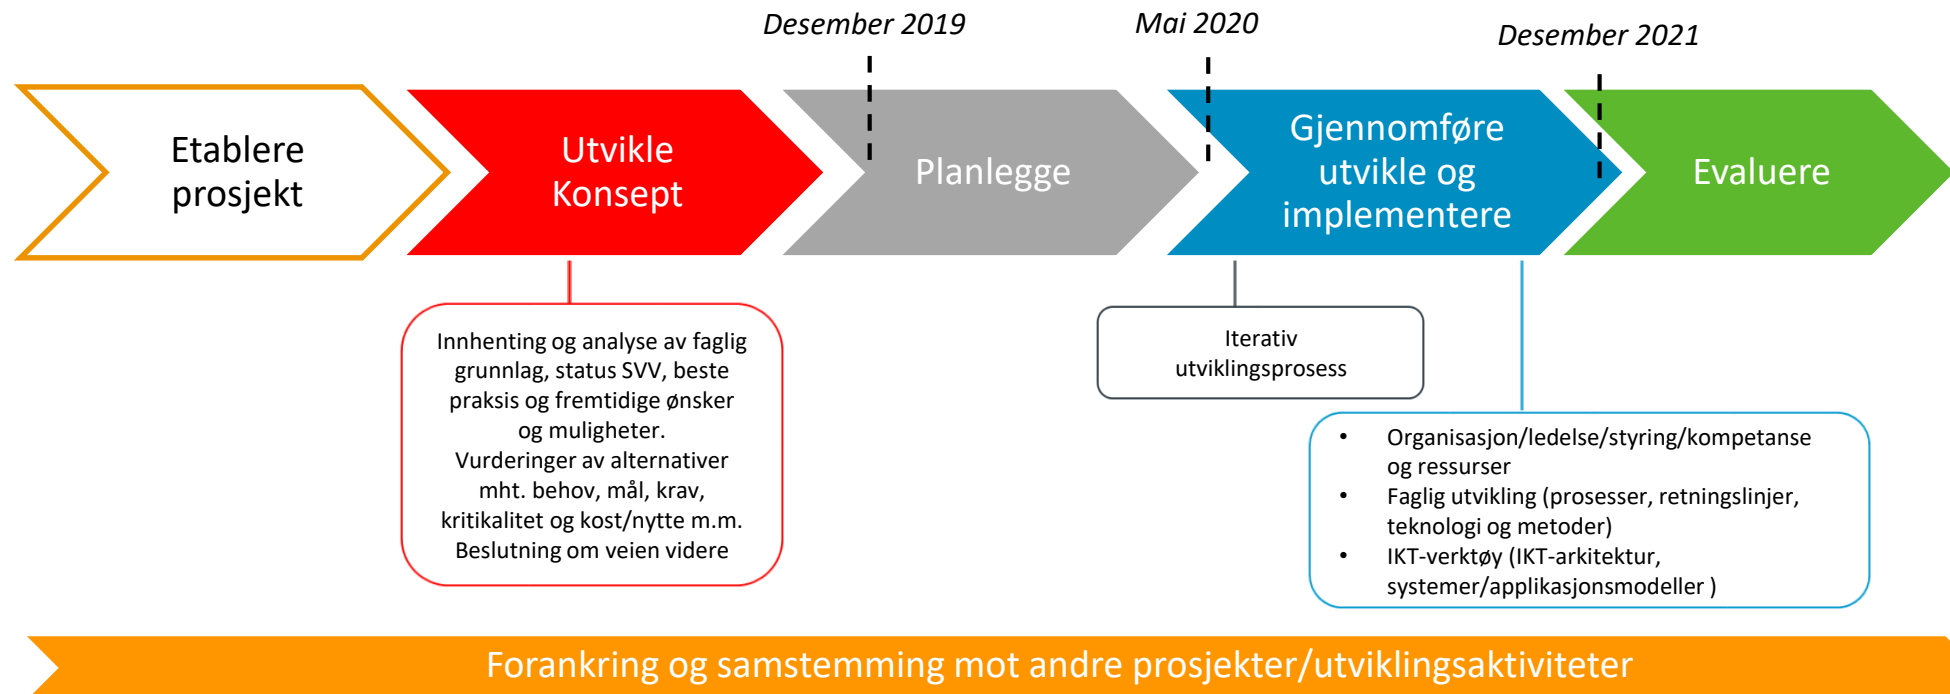 Desember 2019
Mai 2020
Desember 2021
Etablere
prosjekt
Utvikle
Konsept
Planlegge
Gjennomføre
utvikle og
implementere
Evaluere
Innhenting og analyse av faglig
grunnlag, status SVV, beste
praksis og fremtidige ønsker
og muligheter.
Vurderinger av alternativer
mht. behov, mål, krav,
kritikalitet og kost/nytte m.m.
Beslutning om veien videre
Iterativ
utviklingsprosess
• Organisasjon/ledelse/styring/kompetanse
og ressurser
• Faglig utvikling (prosesser, retningslinjer,
teknologi og metoder)
• IKT-verktøy (IKT-arkitektur,
systemer/applikasjonsmodeller )
Forankring og samstemming mot andre prosjekter/utviklingsaktiviteter